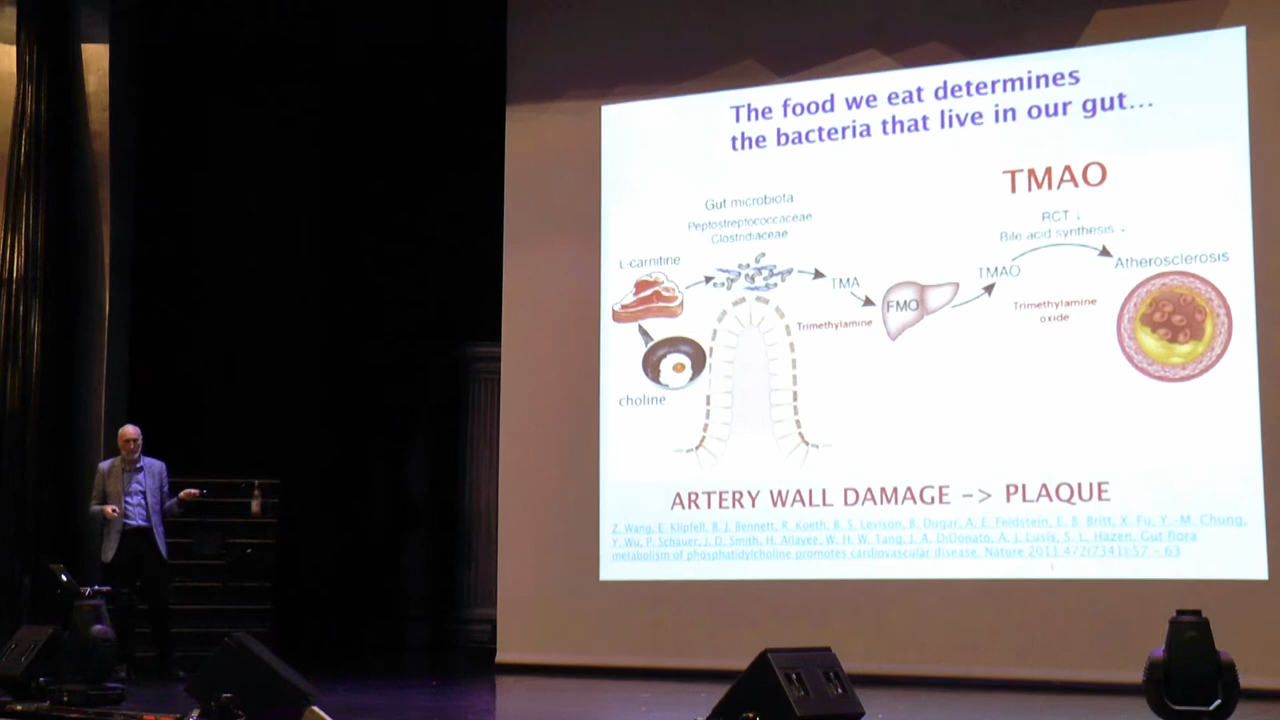 The food we eat determines
the bacteria that live in our gut...
TMAO
Gut microbiota
Peptostreptococcaceae
Clostridiaceae
RCT ↓
Bile acid synthesis ↓
L-carnitine
TMA
FMO
TMAO
Atherosclerosis
Trimethylamine
Trimethylamine
oxide
choline
ARTERY WALL DAMAGE -> PLAQUE
Z. Wang, E. Klipfell, B. J. Bennett, R. Koeth, B. S. Levison, B. Dugar, A. E. Feldstein, E. B. Britt, X. Fu, Y.-M. Chung,
Y. Wu, P. Schauer, J. D. Smith, H. Allayee, W. H. W. Tang, J. A. DiDonato, A. J. Lusis, S. L. Hazen, Gut flora
metabolism of phosphatidylcholine promotes cardiovascular disease. Nature 2011 472(7341):57 - 63